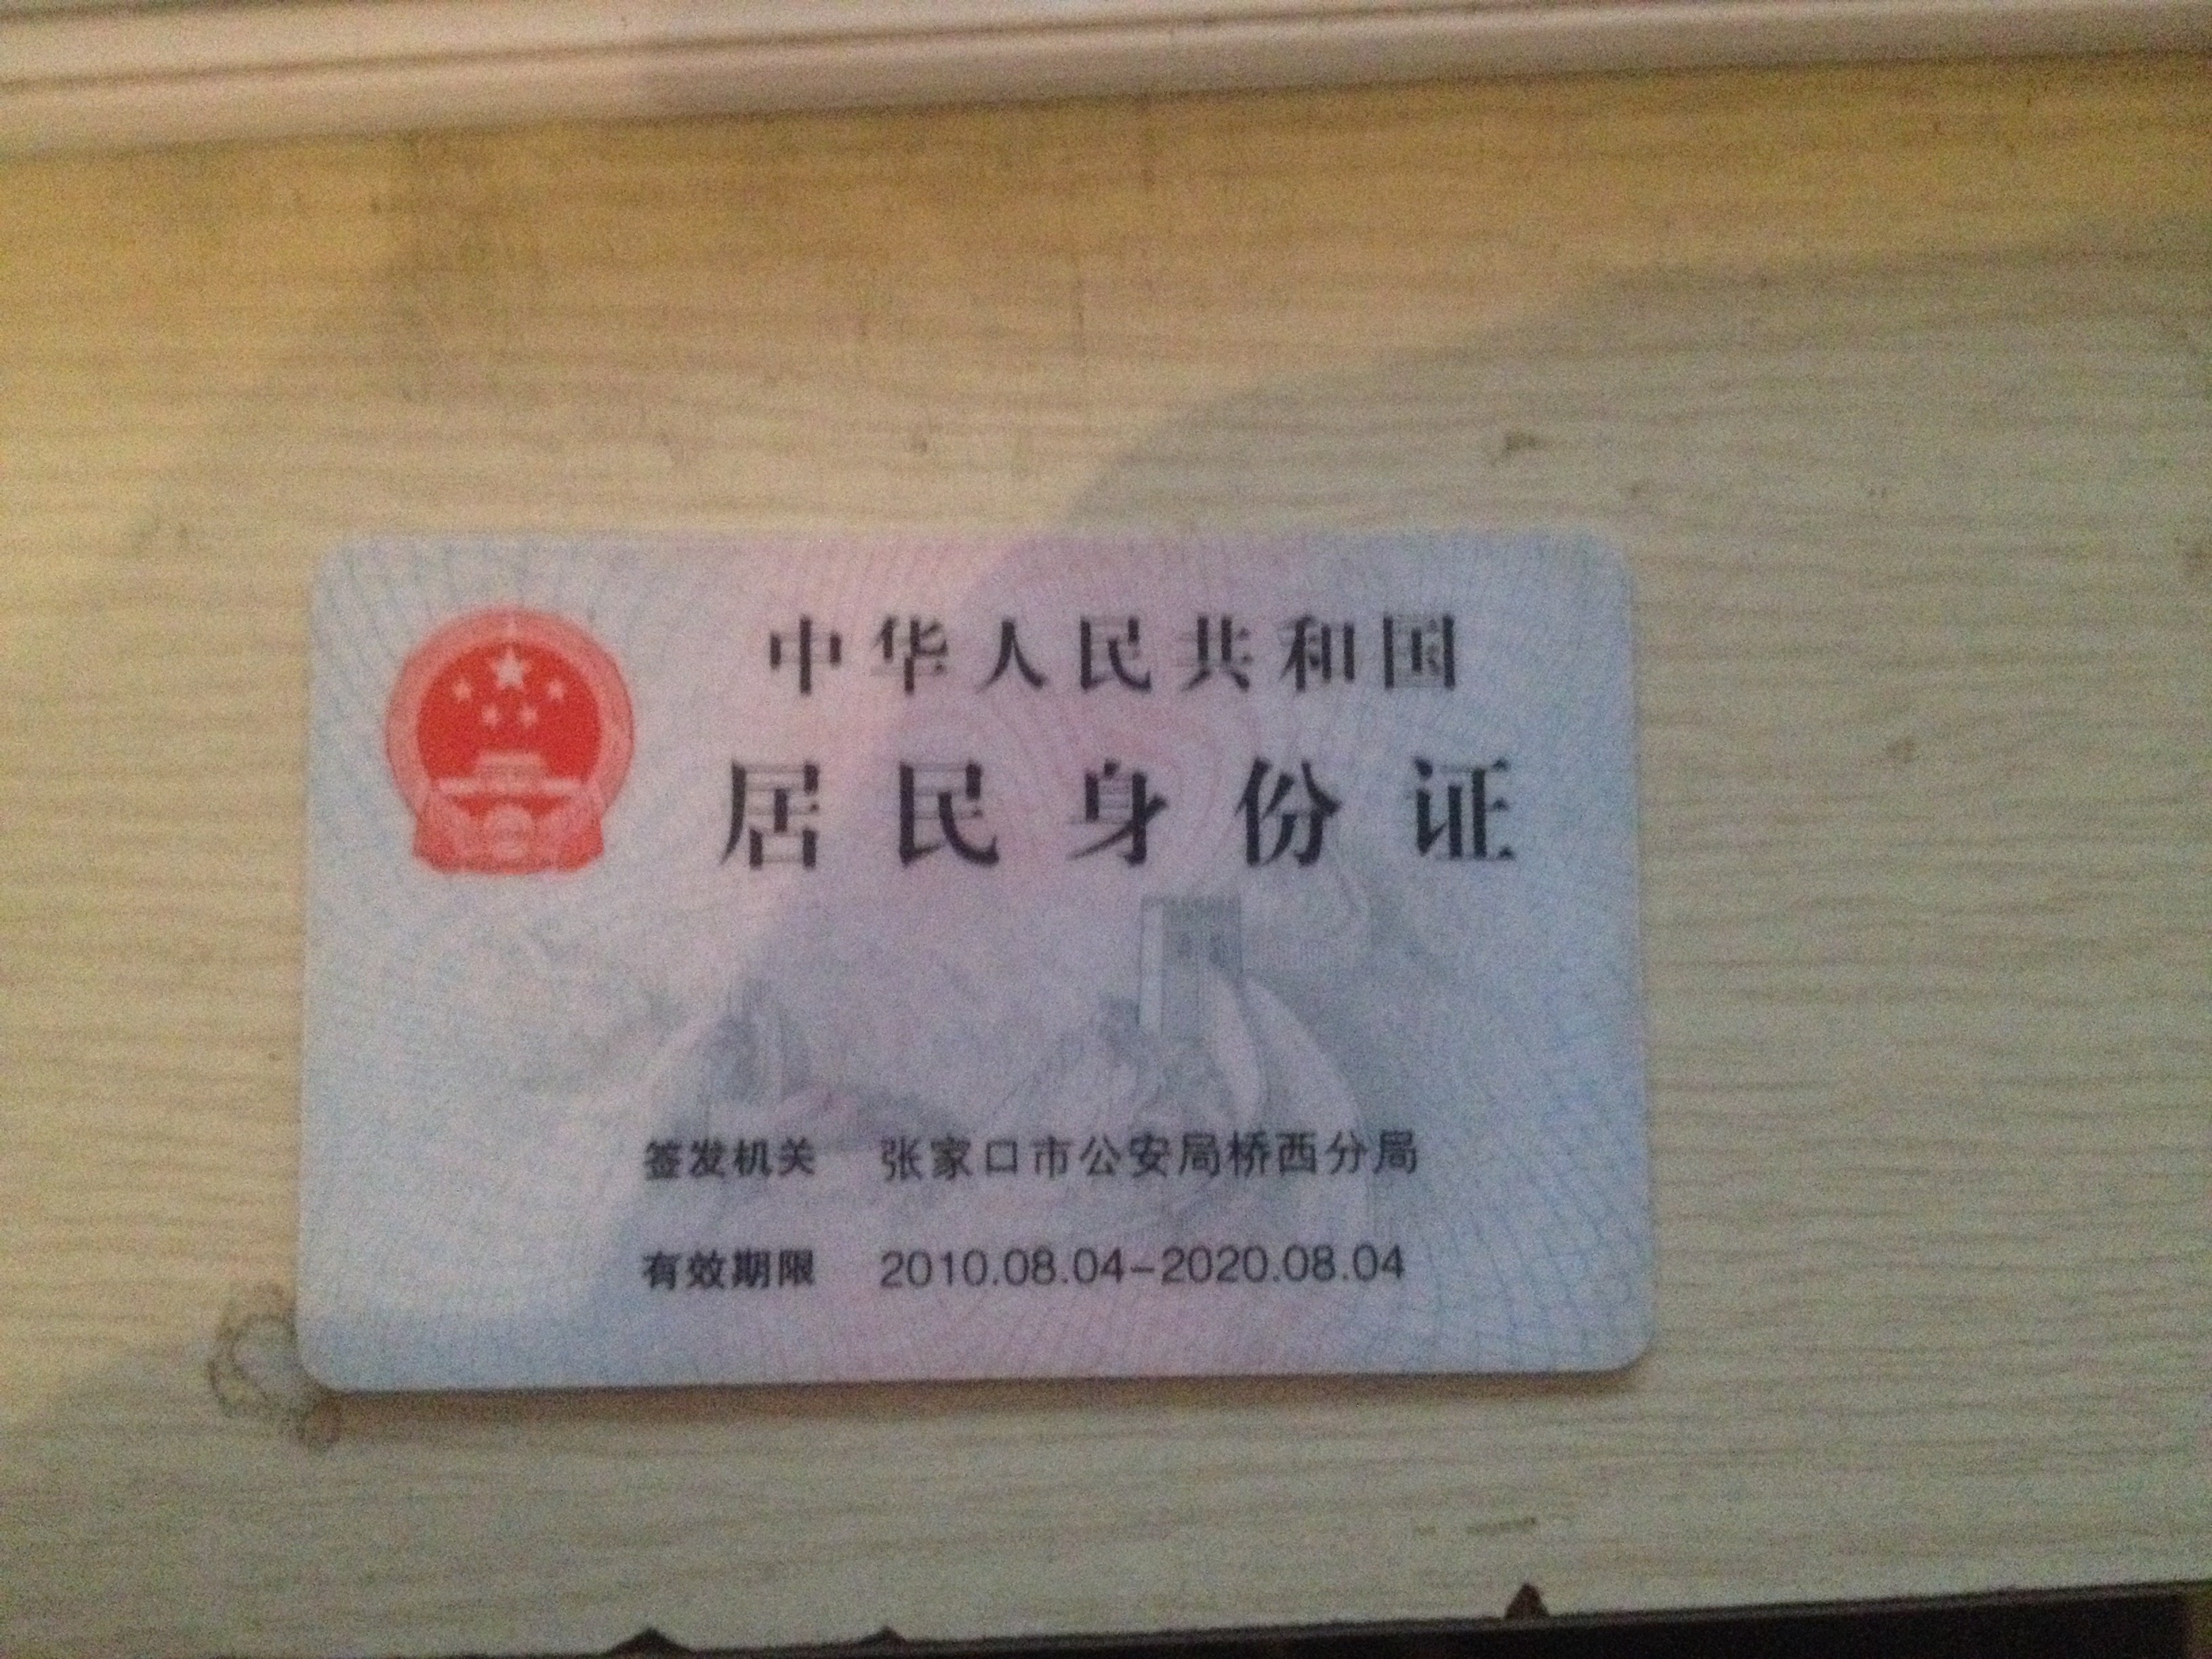 中华人民共和国
居民身份证
签发机关 张家口市公安局桥西分局
有效期限 2010.08.04-2020.08.04